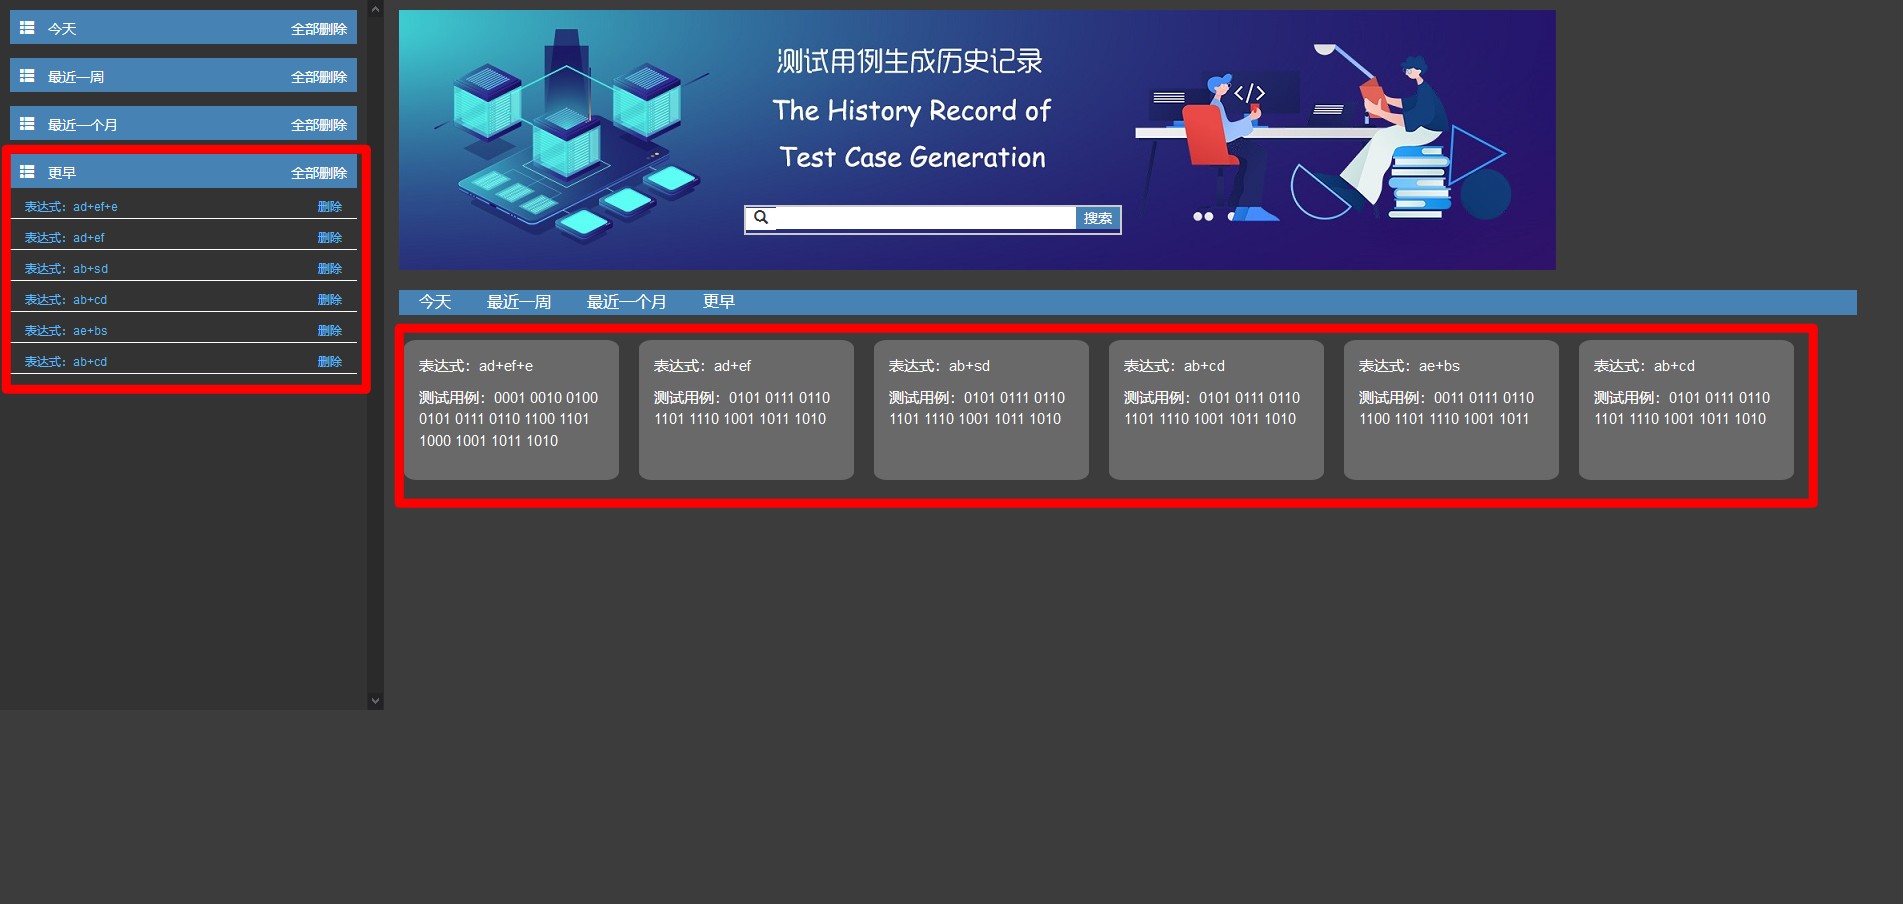 今天 全部删除
最近一周 全部删除
最近一个月 全部删除
更早 全部删除
表达式：ad+ef+e 删除
表达式：ad+ef 删除
表达式：ab+sd 删除
表达式：ab+cd 删除
表达式：ae+bs 删除
表达式：ab+cd 删除
测试用例生成历史记录
The History Record of
Test Case Generation
</>
搜索
今天 最近一周 最近一个月 更早
表达式：ad+ef+e
测试用例：0001 0010 0100
0101 0111 0110 1100 1101
1000 1001 1011 1010
表达式：ad+ef
测试用例：0101 0111 0110
1101 1110 1001 1011 1010
表达式：ab+sd
测试用例：0101 0111 0110
1101 1110 1001 1011 1010
表达式：ab+cd
测试用例：0101 0111 0110
1101 1110 1001 1011 1010
表达式：ae+bs
测试用例：0011 0111 0110
1100 1101 1110 1001 1011
表达式：ab+cd
测试用例：0101 0111 0110
1101 1110 1001 1011 1010